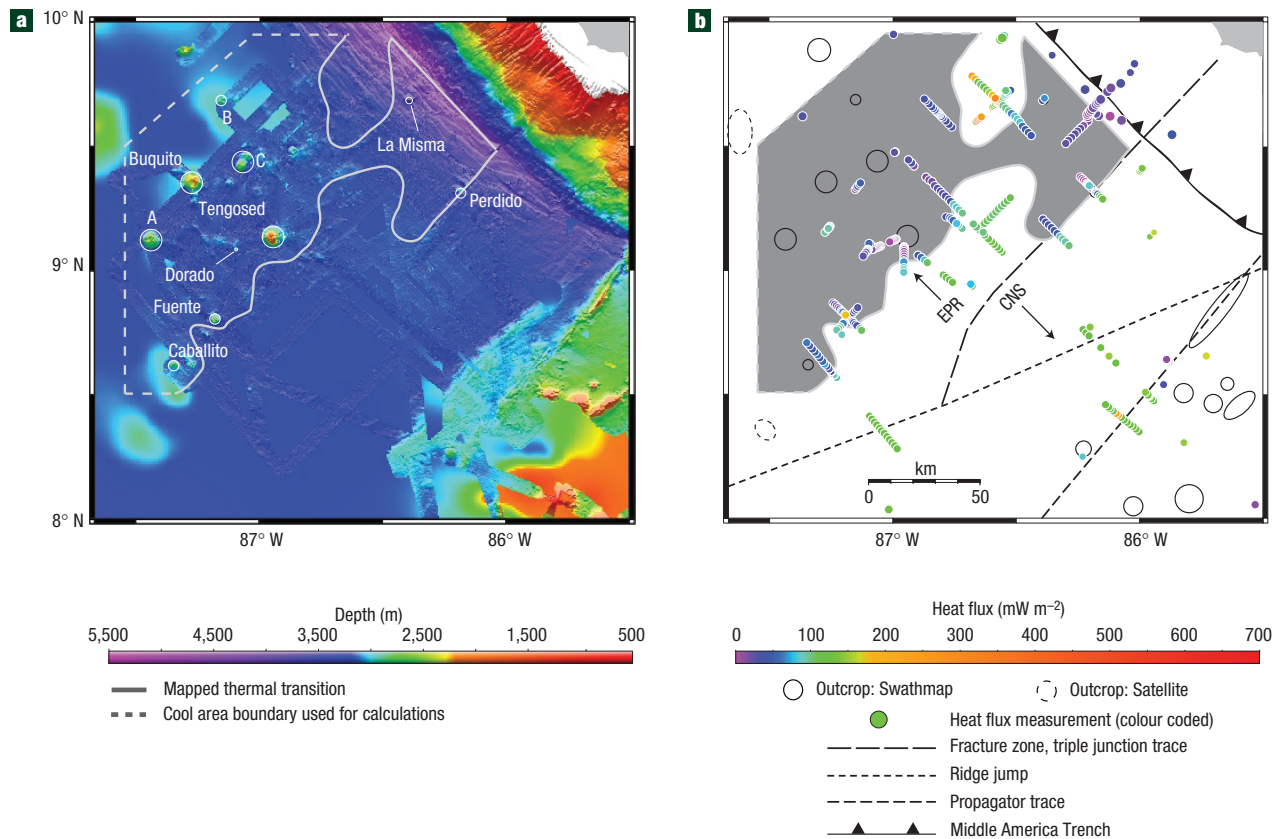 a
10° N
9° N
8° N
87° W
86° W
B
C
La Misma
Buquito
Tengosed
Perdido
A
Dorado
Fuente
Caballito
Depth (m)
5,500 4,500 3,500 2,500 1,500 500
Mapped thermal transition
Cool area boundary used for calculations
b
EPR
CNS
km
0 50
87° W
86° W
Heat flux (mW m⁻²)
0 100 200 300 400 500 600 700
Outcrop: Swathmap
Outcrop: Satellite
Heat flux measurement (colour coded)
Fracture zone, triple junction trace
Ridge jump
Propagator trace
Middle America Trench